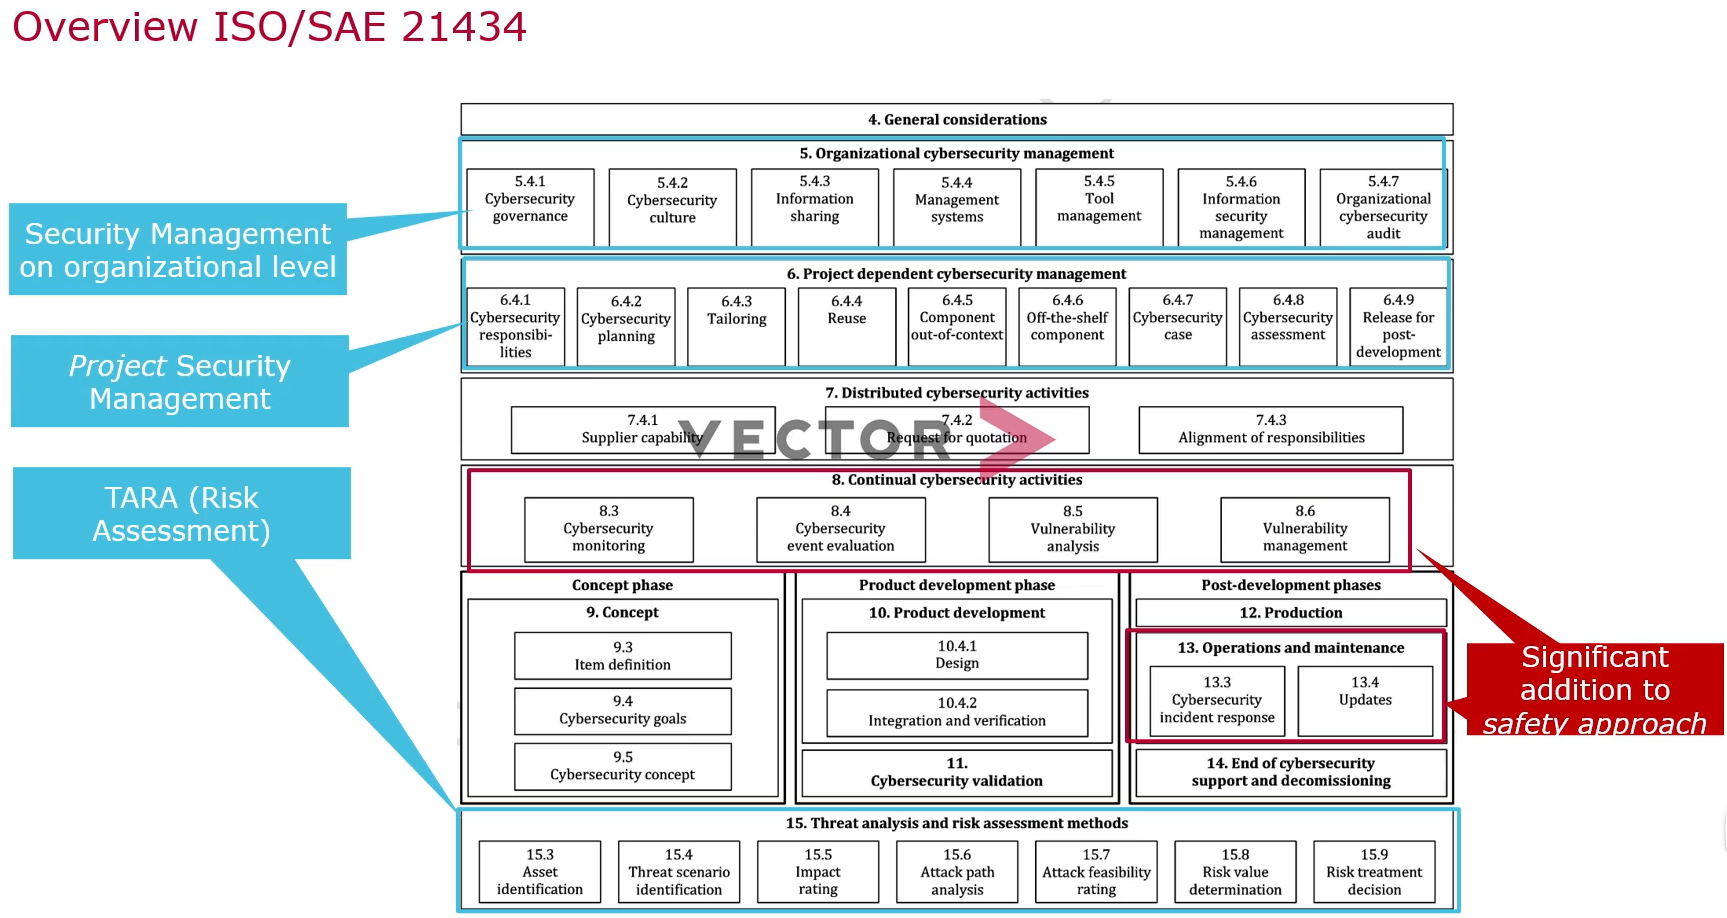 Overview ISO/SAE 21434
4. General considerations
5. Organizational cybersecurity management
5.4.1
Cybersecurity
governance
5.4.2
Cybersecurity
culture
5.4.3
Information
sharing
5.4.4
Management
systems
5.4.5
Tool
management
5.4.6
Information
security
management
5.4.7
Organizational
cybersecurity
audit
Security Management
on organizational level
6. Project dependent cybersecurity management
6.4.1
Cybersecurity
responsibi-
lities
6.4.2
Cybersecurity
planning
6.4.3
Tailoring
6.4.4
Reuse
6.4.5
Component
out-of-context
6.4.6
Off-the-shelf
component
6.4.7
Cybersecurity
case
6.4.8
Cybersecurity
assessment
6.4.9
Release for
post-
development
Project Security
Management
7. Distributed cybersecurity activities
7.4.1
Supplier capability
7.4.2
Request for quotation
7.4.3
Alignment of responsibilities
VECTOR
TARA (Risk
Assessment)
8. Continual cybersecurity activities
8.3
Cybersecurity
monitoring
8.4
Cybersecurity
event evaluation
8.5
Vulnerability
analysis
8.6
Vulnerability
management
Concept phase
9. Concept
9.3
Item definition
9.4
Cybersecurity goals
9.5
Cybersecurity concept
Product development phase
10. Product development
10.4.1
Design
10.4.2
Integration and verification
11.
Cybersecurity validation
Post-development phases
12. Production
13. Operations and maintenance
13.3
Cybersecurity
incident response
13.4
Updates
14. End of cybersecurity
support and decomissioning
Significant
addition to
safety approach
15. Threat analysis and risk assessment methods
15.3
Asset
identification
15.4
Threat scenario
identification
15.5
Impact
rating
15.6
Attack path
analysis
15.7
Attack feasibility
rating
15.8
Risk value
determination
15.9
Risk treatment
decision